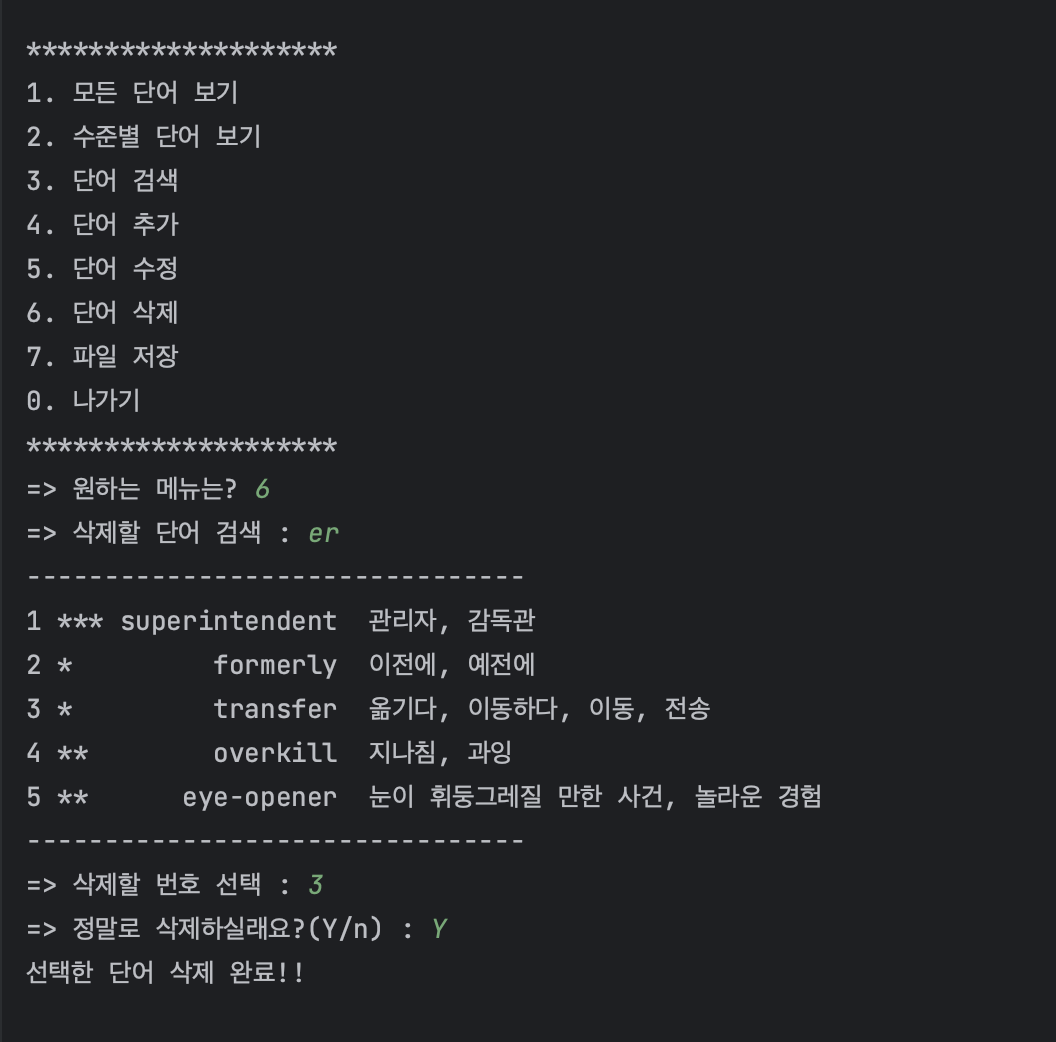 ********************
1. 모든 단어 보기
2. 수준별 단어 보기
3. 단어 검색
4. 단어 추가
5. 단어 수정
6. 단어 삭제
7. 파일 저장
0. 나가기
********************
=> 원하는 메뉴는? 6
=> 삭제할 단어 검색 : er
--------------------------------
1 *** superintendent  관리자, 감독관
2 *         formerly  이전에, 예전에
3 *         transfer  옮기다, 이동하다, 이동, 전송
4 **        overkill  지나침, 과잉
5 **      eye-opener  눈이 휘둥그레질 만한 사건, 놀라운 경험
--------------------------------
=> 삭제할 번호 선택 : 3
=> 정말로 삭제하실래요?(Y/n) : Y
선택한 단어 삭제 완료!!